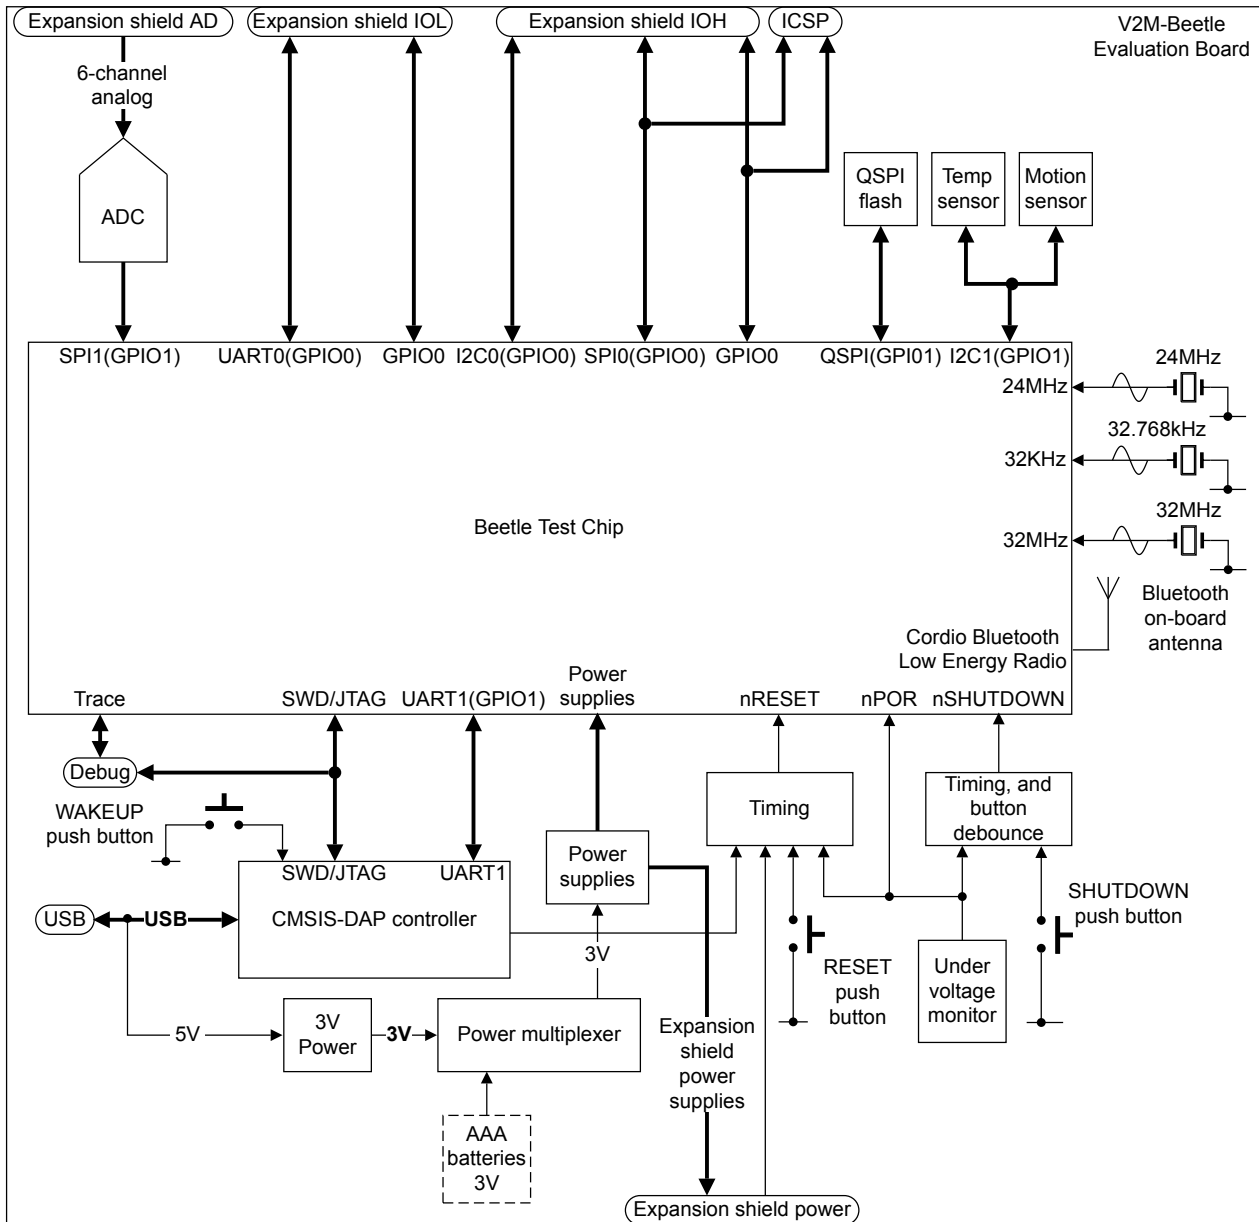 Expansion shield AD
Expansion shield IOL
Expansion shield IOH
ICSP
V2M-Beetle
Evaluation Board
6-channel
analog
ADC
QSPI
flash
Temp
sensor
Motion
sensor
SPI1(GPIO1)
UART0(GPIO0)
GPIO0
I2C0(GPIO0)
SPI0(GPIO0)
GPIO0
QSPI(GPI01)
I2C1(GPIO1)
24MHz
24MHz
32.768kHz
32KHz
32MHz
32MHz
Beetle Test Chip
Bluetooth
on-board
antenna
Cordio Bluetooth
Low Energy Radio
Trace
SWD/JTAG
UART1(GPIO1)
Power
supplies
nRESET
nPOR
nSHUTDOWN
Debug
WAKEUP
push button
Timing
Timing, and
button
debounce
SWD/JTAG
UART1
CMSIS-DAP controller
Power
supplies
USB
USB
SHUTDOWN
push button
3V
RESET
push
button
Under
voltage
monitor
5V
3V
Power
3V
Power multiplexer
Expansion
shield
power
supplies
AAA
batteries
3V
Expansion shield power